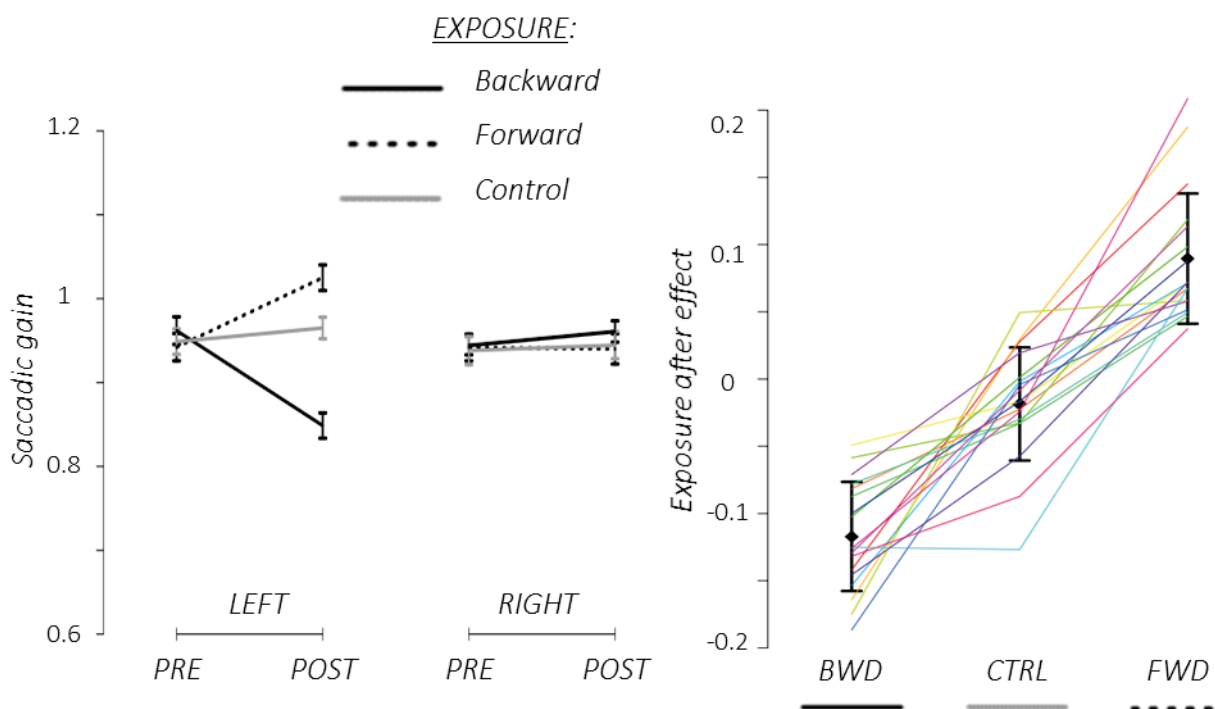 EXPOSURE:
Backward
Forward
Control
Saccadic gain
1.2
1
0.8
0.6
LEFT
RIGHT
PRE
POST
PRE
POST
Exposure after effect
0.2
0.1
0
-0.1
-0.2
BWD
CTRL
FWD